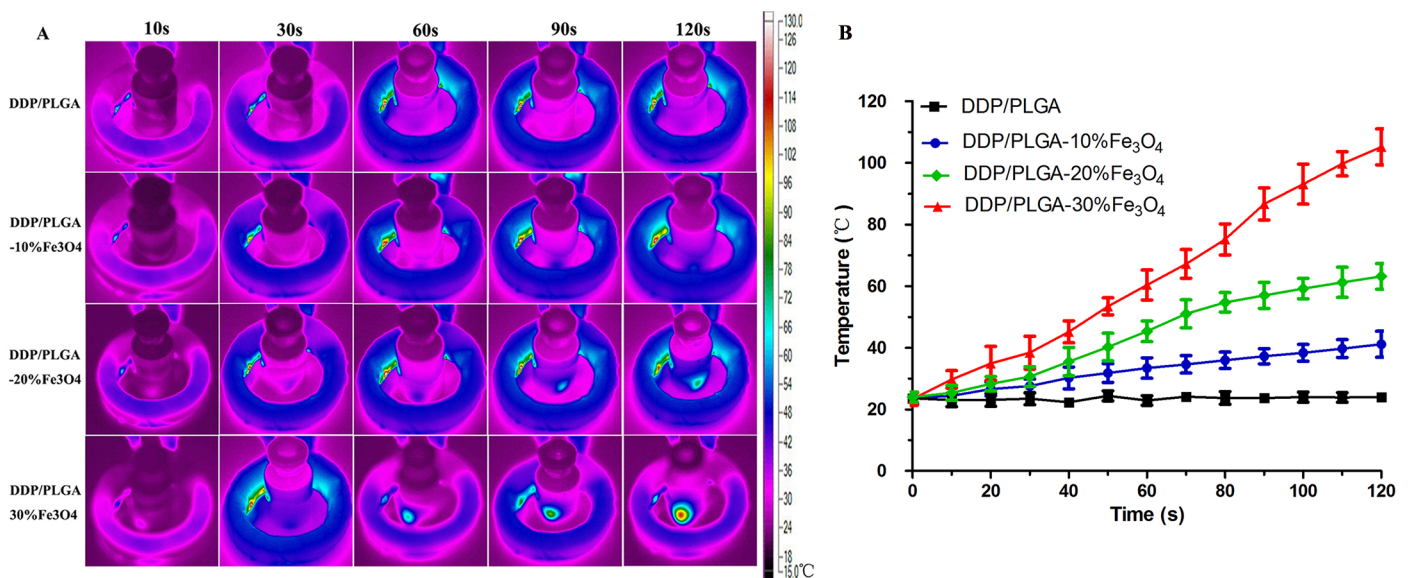 A
10s 30s 60s 90s 120s
DDP/PLGA
DDP/PLGA
-10%Fe3O4
DDP/PLGA
-20%Fe3O4
DDP/PLGA
30%Fe3O4
130.0
126
120
114
108
102
96
90
84
78
72
66
60
54
48
42
36
30
24
18
15.0℃
B
DDP/PLGA
DDP/PLGA-10%Fe₃O₄
DDP/PLGA-20%Fe₃O₄
DDP/PLGA-30%Fe₃O₄
Temperature (℃)
120
100
80
60
40
20
0
0 20 40 60 80 100 120
Time (s)